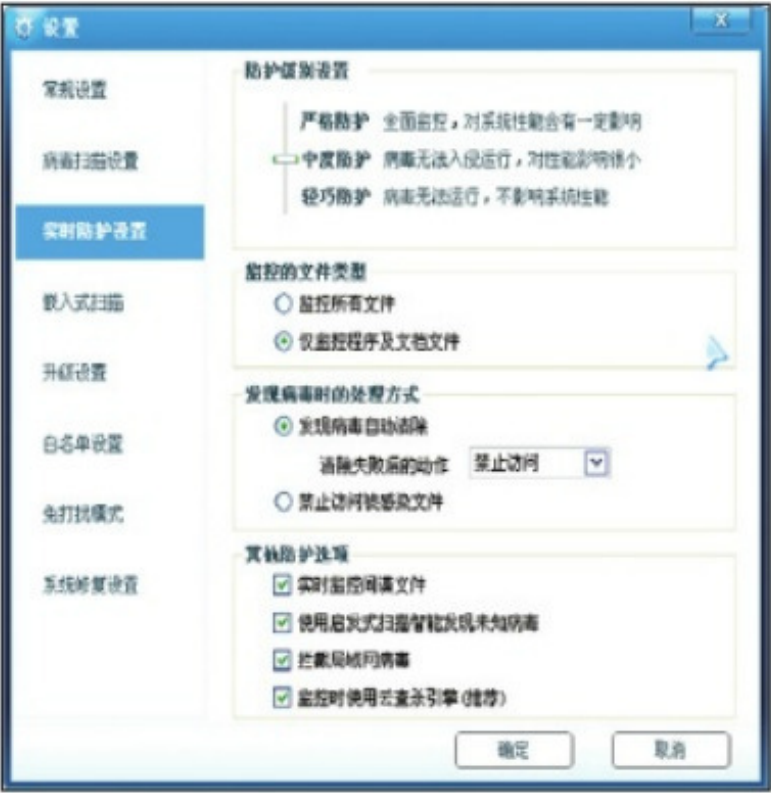 设置
常规设置
病毒扫描设置
实时防护设置
嵌入式扫描
升级设置
白名单设置
免打扰模式
系统修复设置
防护级别设置
严格防护 全面监控，对系统性能会有一定影响
中度防护 病毒无法入侵运行，对性能影响很小
轻巧防护 病毒无法运行，不影响系统性能
监控的文件类型
监控所有文件
仅监控程序及文档文件
发现病毒时的处理方式
发现病毒自动清除
清除失败后的动作 禁止访问
禁止访问被感染文件
其他防护选项
实时监控间谍文件
使用启发式扫描智能发现未知病毒
拦截局域网病毒
监控时使用云查杀引擎(推荐)
确定 取消